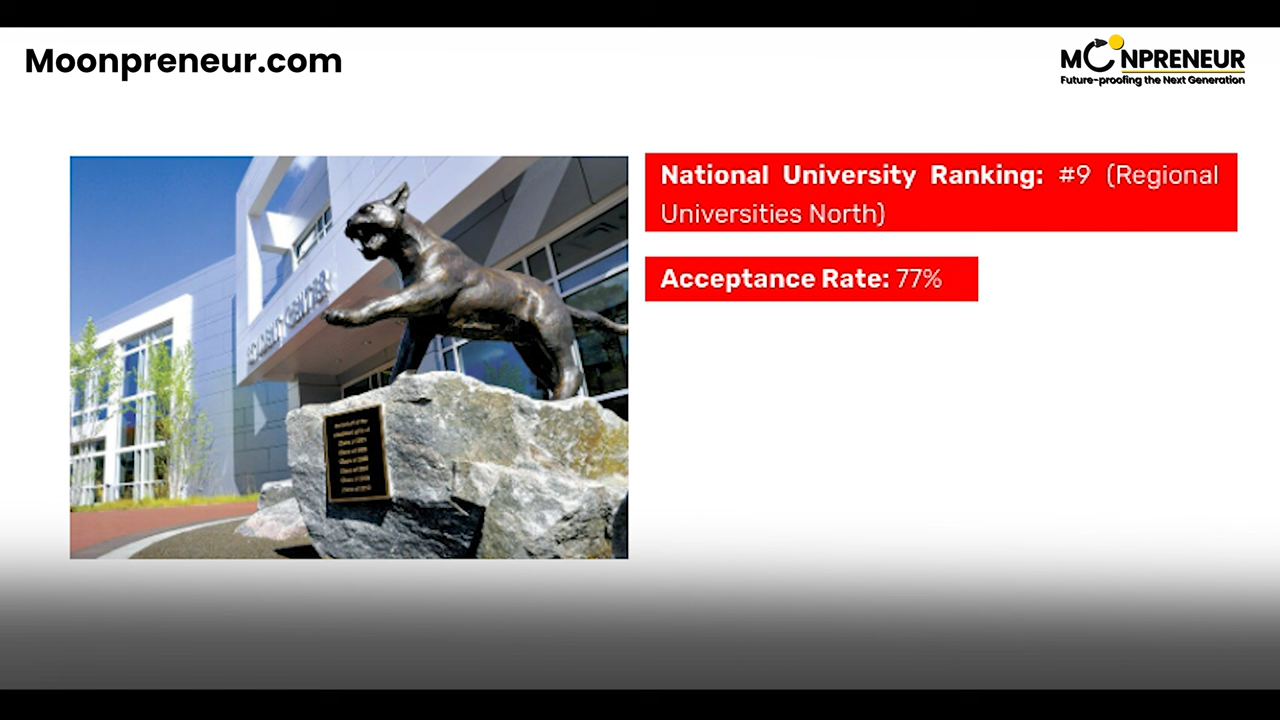 Moonpreneur.com
MOONPRENEUR
Future-proofing the Next Generation
National University Ranking: #9 (Regional
Universities North)
Acceptance Rate: 77%